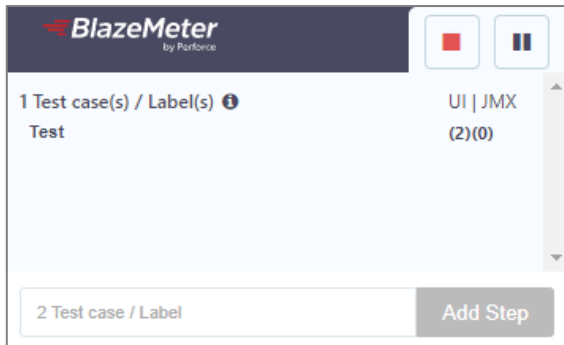 BlazeMeter
by Perforce
1 Test case(s) / Label(s) UI | JMX
Test (2)(0)
2 Test case / Label Add Step